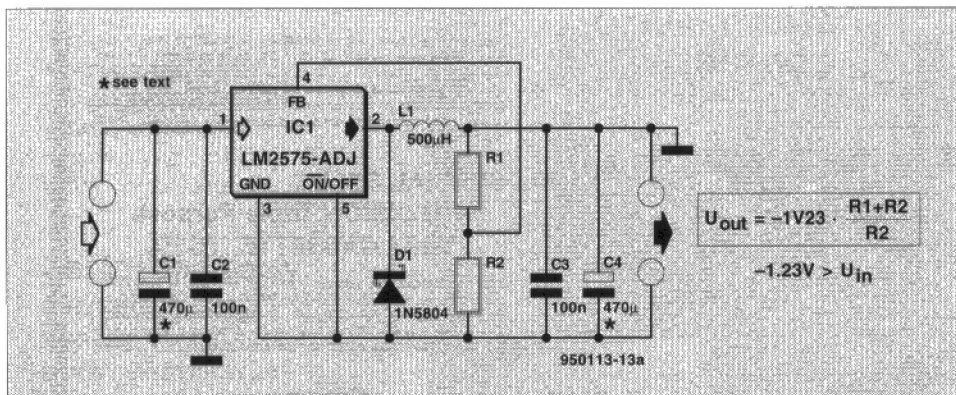 * see text
4
FB
1
IC1
2
L1
500µH
LM2575-ADJ
GND
ON/OFF
3
5
R1
R2
C1
470µ
*
C2
100n
D1
1N5804
C3
100n
C4
470µ
*
950113-13a
Uout = –1V23 · R1+R2
R2
–1.23V > Uin